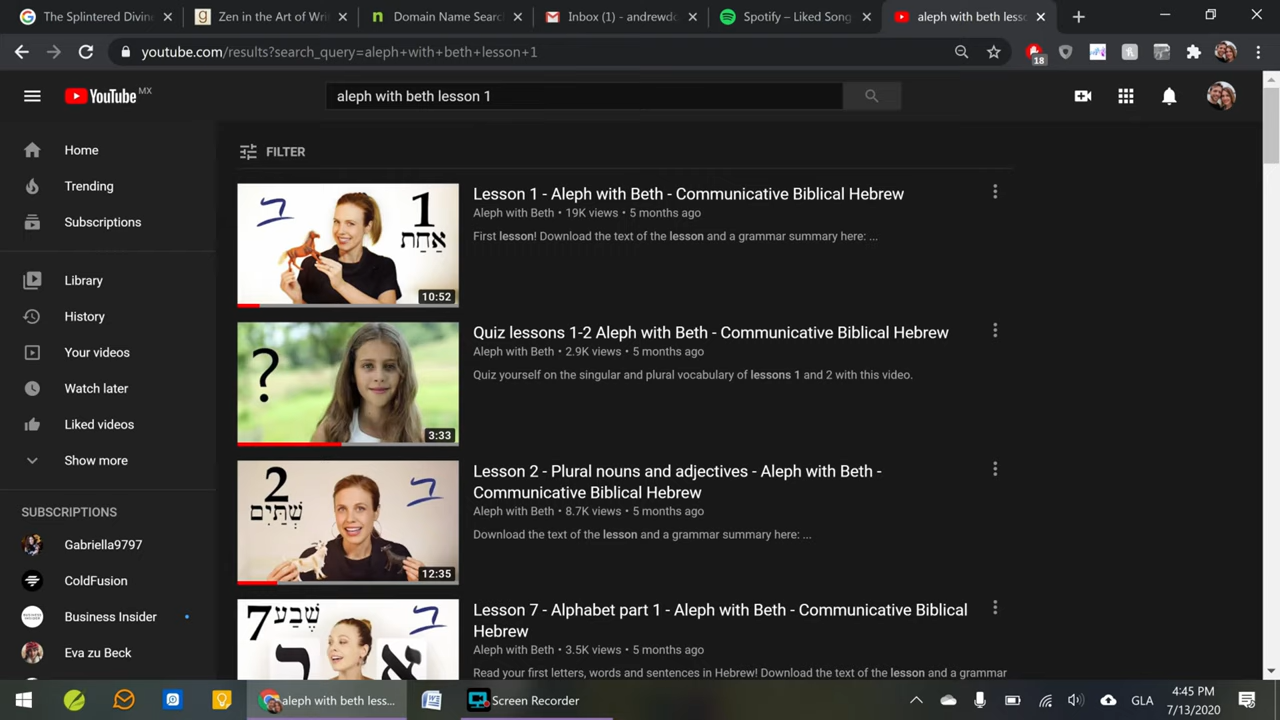 The Splintered Divin
Zen in the Art of Wri
Domain Name Searc
Inbox (1) - andrewdc
Spotify – Liked Song
aleph with beth less
youtube.com/results?search_query=aleph+with+beth+lesson+1
18
YouTube MX
aleph with beth lesson 1
Home
Trending
Subscriptions
Library
History
Your videos
Watch later
Liked videos
Show more
SUBSCRIPTIONS
Gabriella9797
ColdFusion
Business Insider
Eva zu Beck
FILTER
ב
1
אַחַת
10:52
Lesson 1 - Aleph with Beth - Communicative Biblical Hebrew
Aleph with Beth • 19K views • 5 months ago
First lesson! Download the text of the lesson and a grammar summary here: ...
?
3:33
Quiz lessons 1-2 Aleph with Beth - Communicative Biblical Hebrew
Aleph with Beth • 2.9K views • 5 months ago
Quiz yourself on the singular and plural vocabulary of lessons 1 and 2 with this video.
2
שְׁתַּיִם
ב
12:35
Lesson 2 - Plural nouns and adjectives - Aleph with Beth -
Communicative Biblical Hebrew
Aleph with Beth • 8.7K views • 5 months ago
Download the text of the lesson and a grammar summary here: ...
7
שֶׁבַע
ב
א
Lesson 7 - Alphabet part 1 - Aleph with Beth - Communicative Biblical
Hebrew
Aleph with Beth • 3.5K views • 5 months ago
Read your first letters, words and sentences in Hebrew! Download the text of the lesson and a grammar
aleph with beth less...
Screen Recorder
GLA
4:45 PM
7/13/2020